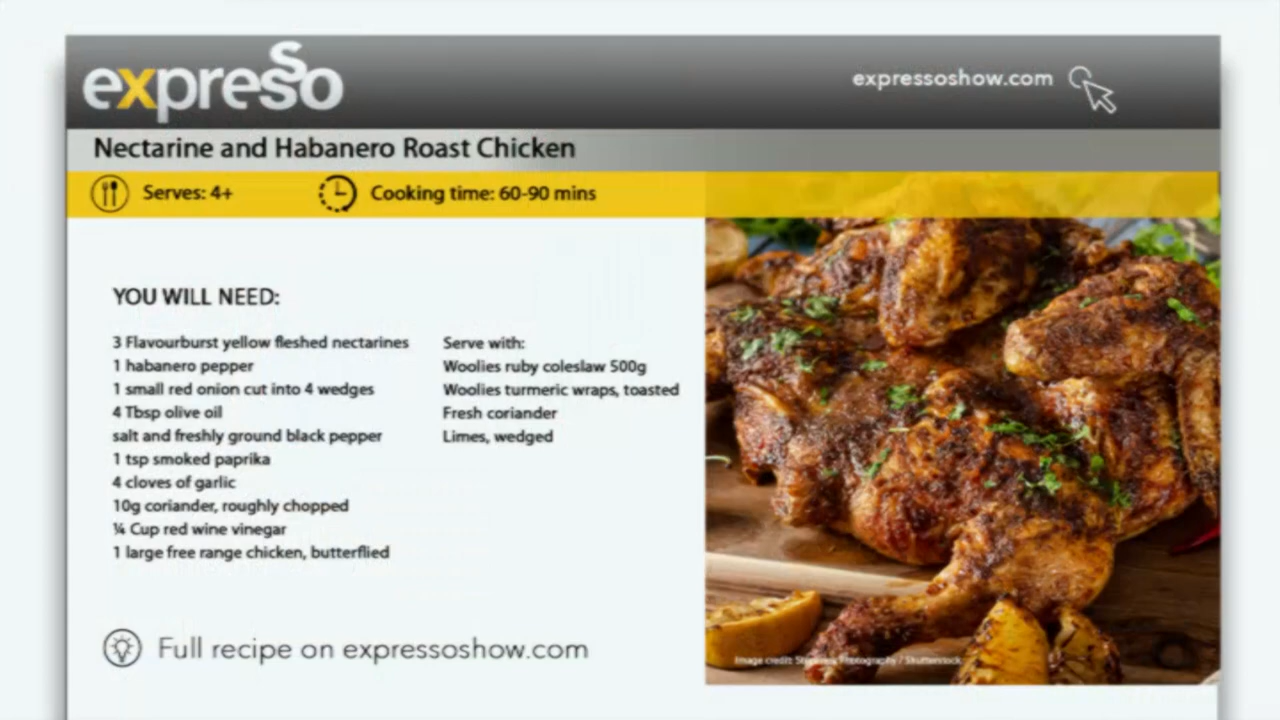 expresso
expressoshow.com
Nectarine and Habanero Roast Chicken
Serves: 4+
Cooking time: 60-90 mins
YOU WILL NEED:
3 Flavourburst yellow fleshed nectarines
1 habanero pepper
1 small red onion cut into 4 wedges
4 Tbsp olive oil
salt and freshly ground black pepper
1 tsp smoked paprika
4 cloves of garlic
10g coriander, roughly chopped
¼ Cup red wine vinegar
1 large free range chicken, butterflied
Serve with:
Woolies ruby coleslaw 500g
Woolies turmeric wraps, toasted
Fresh coriander
Limes, wedged
Full recipe on expressoshow.com
Image credit: Photography / Shutterstock